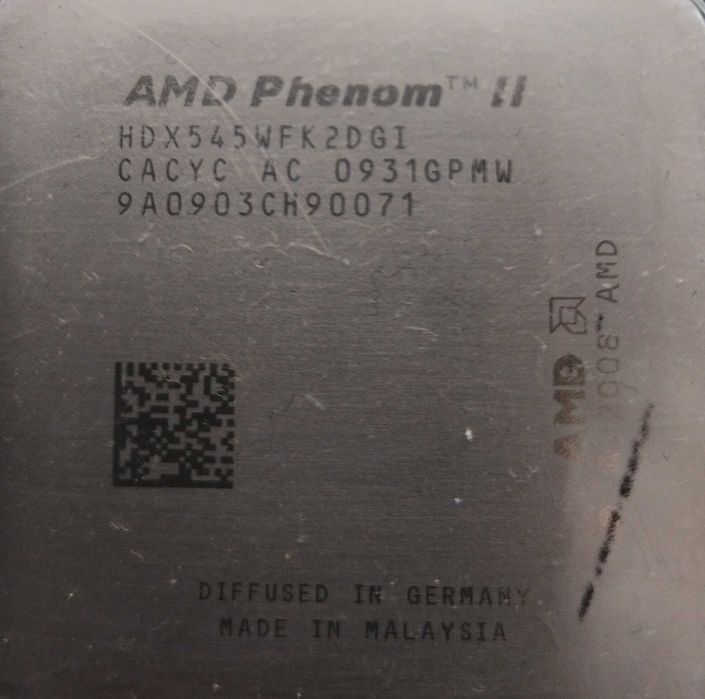 AMD Phenom™ II
HDX545WFK2DGI
CACYC AC 0931GPMW
9A0903CH90071
AMD
2008 AMD
DIFFUSED IN GERMANY
MADE IN MALAYSIA